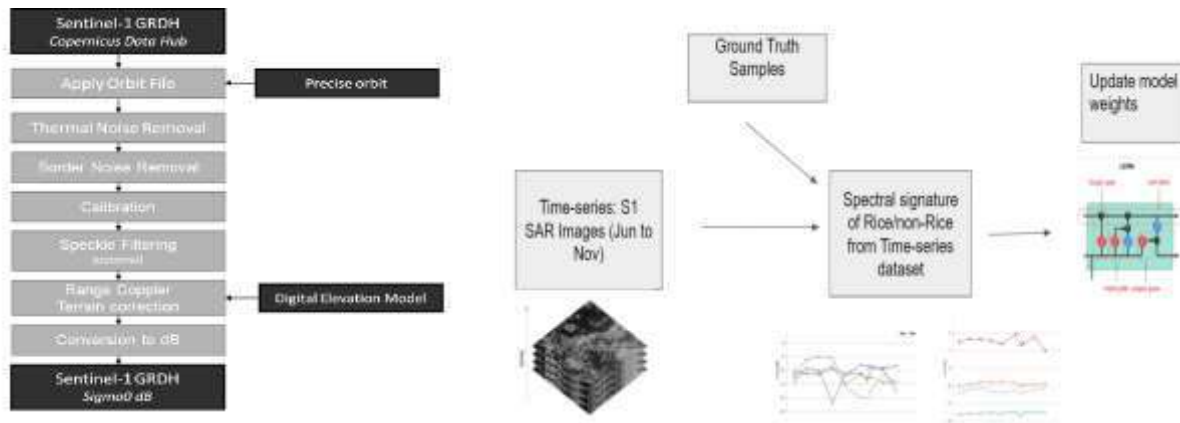 Sentinel-1 GRDH
Copernicus Data Hub
Apply Orbit File
Precise orbit
Thermal Noise Removal
Border Noise Removal
Calibration
Speckle Filtering
Range Doppler
Terrain correction
Digital Elevation Model
Conversion to dB
Sentinel-1 GRDH
Sigma0 dB
Ground Truth
Samples
Time-series: S1
SAR Images (Jun to
Nov)
Spectral signature
of Rice/non-Rice
from Time-series
dataset
Update model
weights